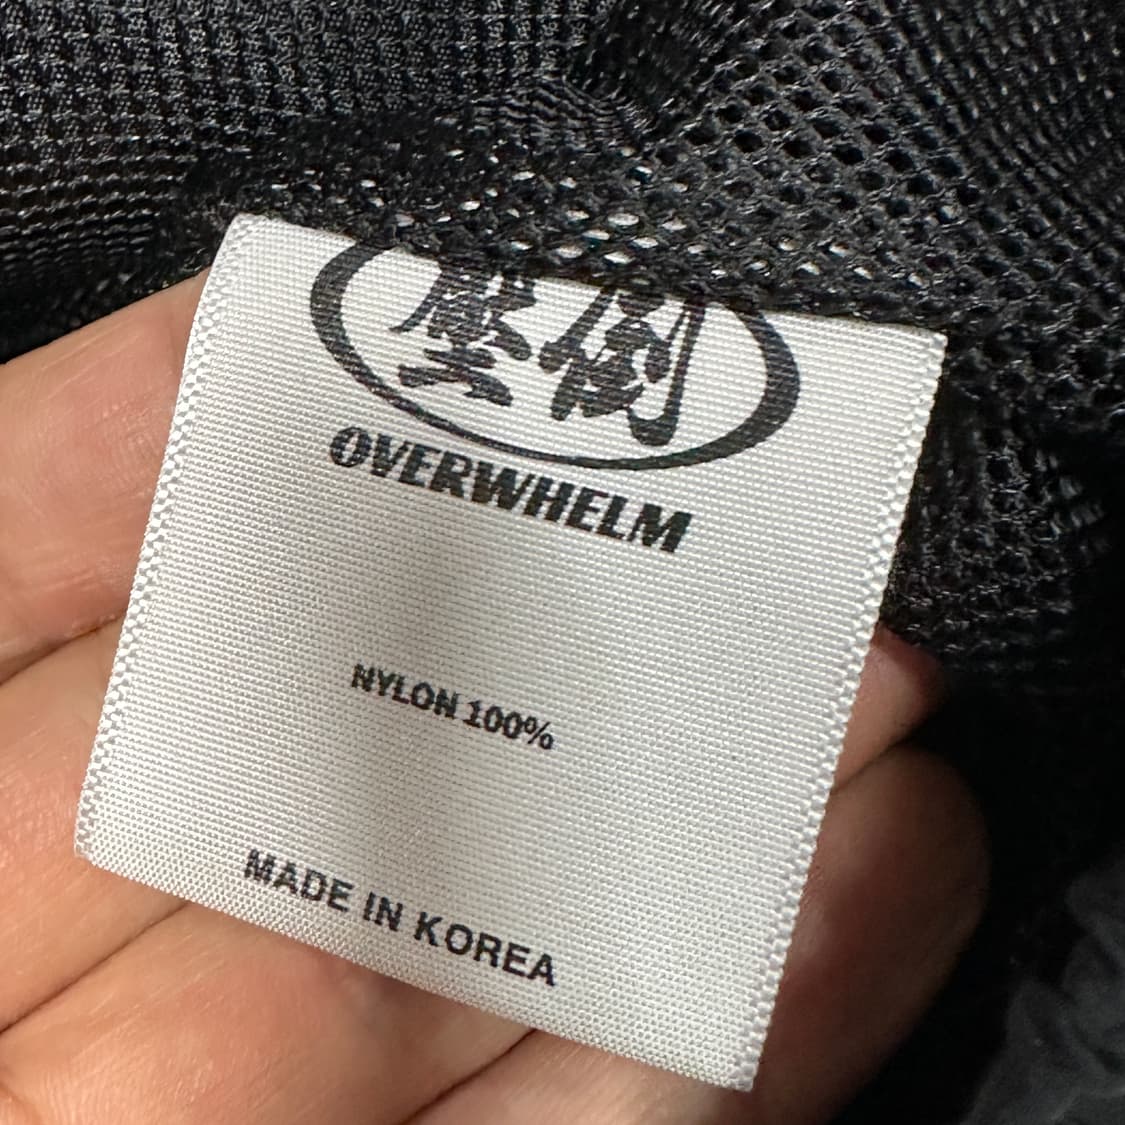 壓倒
OVERWHELM
NYLON 100%
MADE IN KOREA